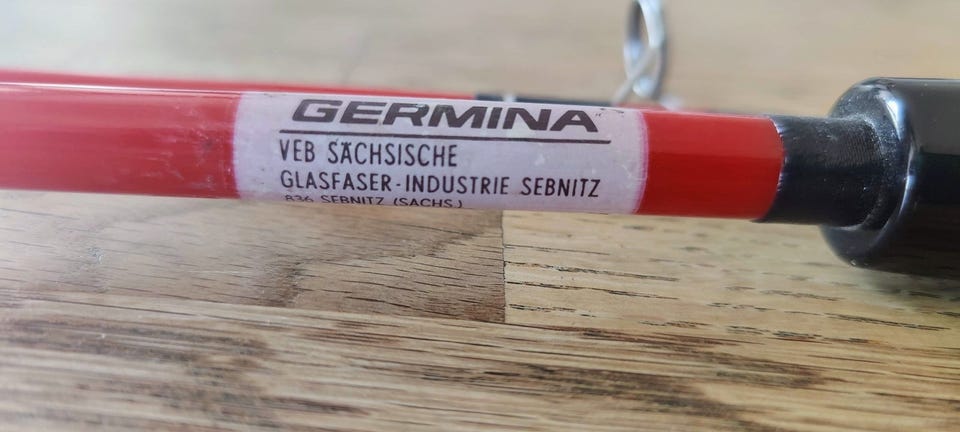 GERMINA
VEB SÄCHSISCHE
GLASFASER-INDUSTRIE SEBNITZ
836 SEBNITZ (SACHS.)